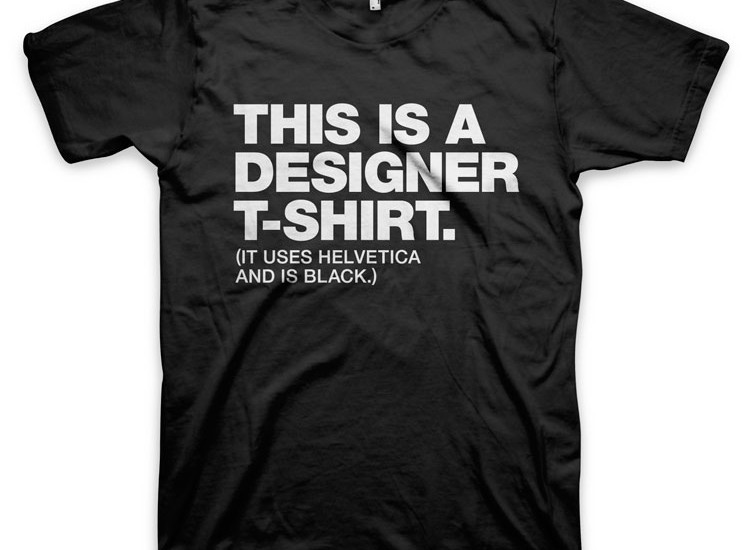 THIS IS A
DESIGNER
T-SHIRT.
(IT USES HELVETICA
AND IS BLACK.)